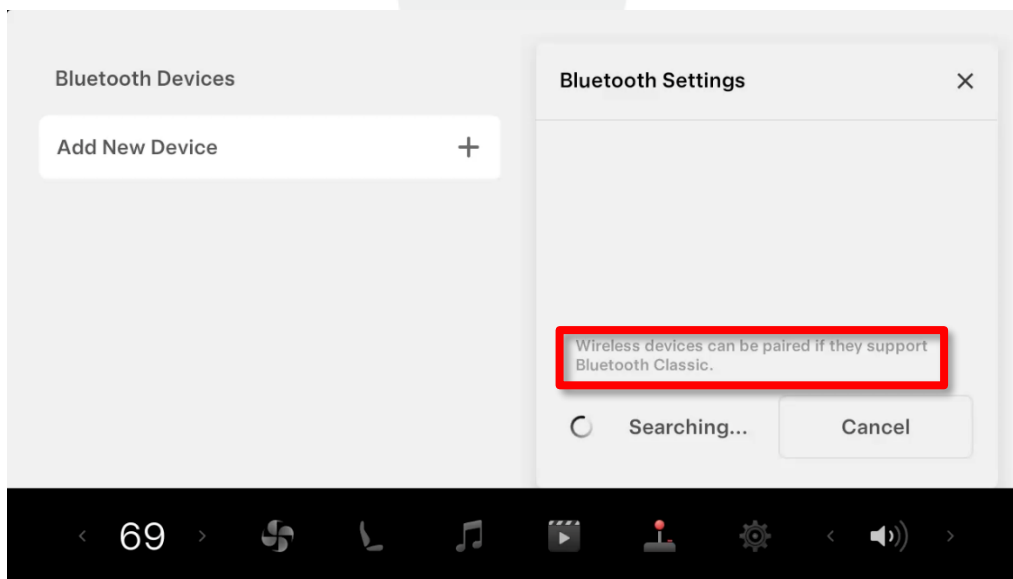 Bluetooth Devices
Add New Device
Bluetooth Settings
Wireless devices can be paired if they support
Bluetooth Classic.
Searching...
Cancel
69